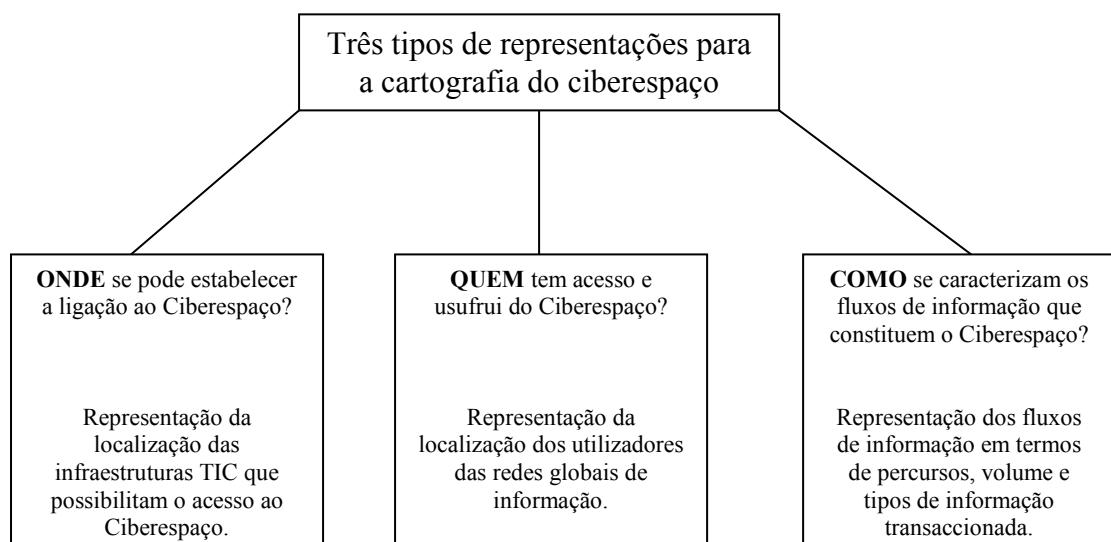 Três tipos de representações para
a cartografia do ciberespaço
ONDE se pode estabelecer
a ligação ao Ciberespaço?
Representação da
localização das
infraestruturas TIC que
possibilitam o acesso ao
Ciberespaço.
QUEM tem acesso e
usufrui do Ciberespaço?
Representação da
localização dos utilizadores
das redes globais de
informação.
COMO se caracterizam os
fluxos de informação que
constituem o Ciberespaço?
Representação dos fluxos
de informação em termos
de percursos, volume e
tipos de informação
transaccionada.